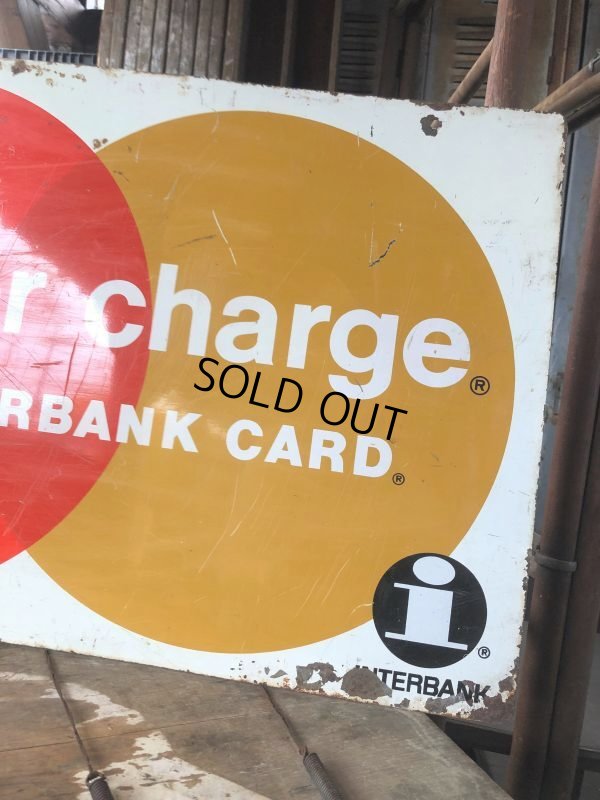 r charge®
RBANK CARD®
SOLD OUT
i®
INTERBANK